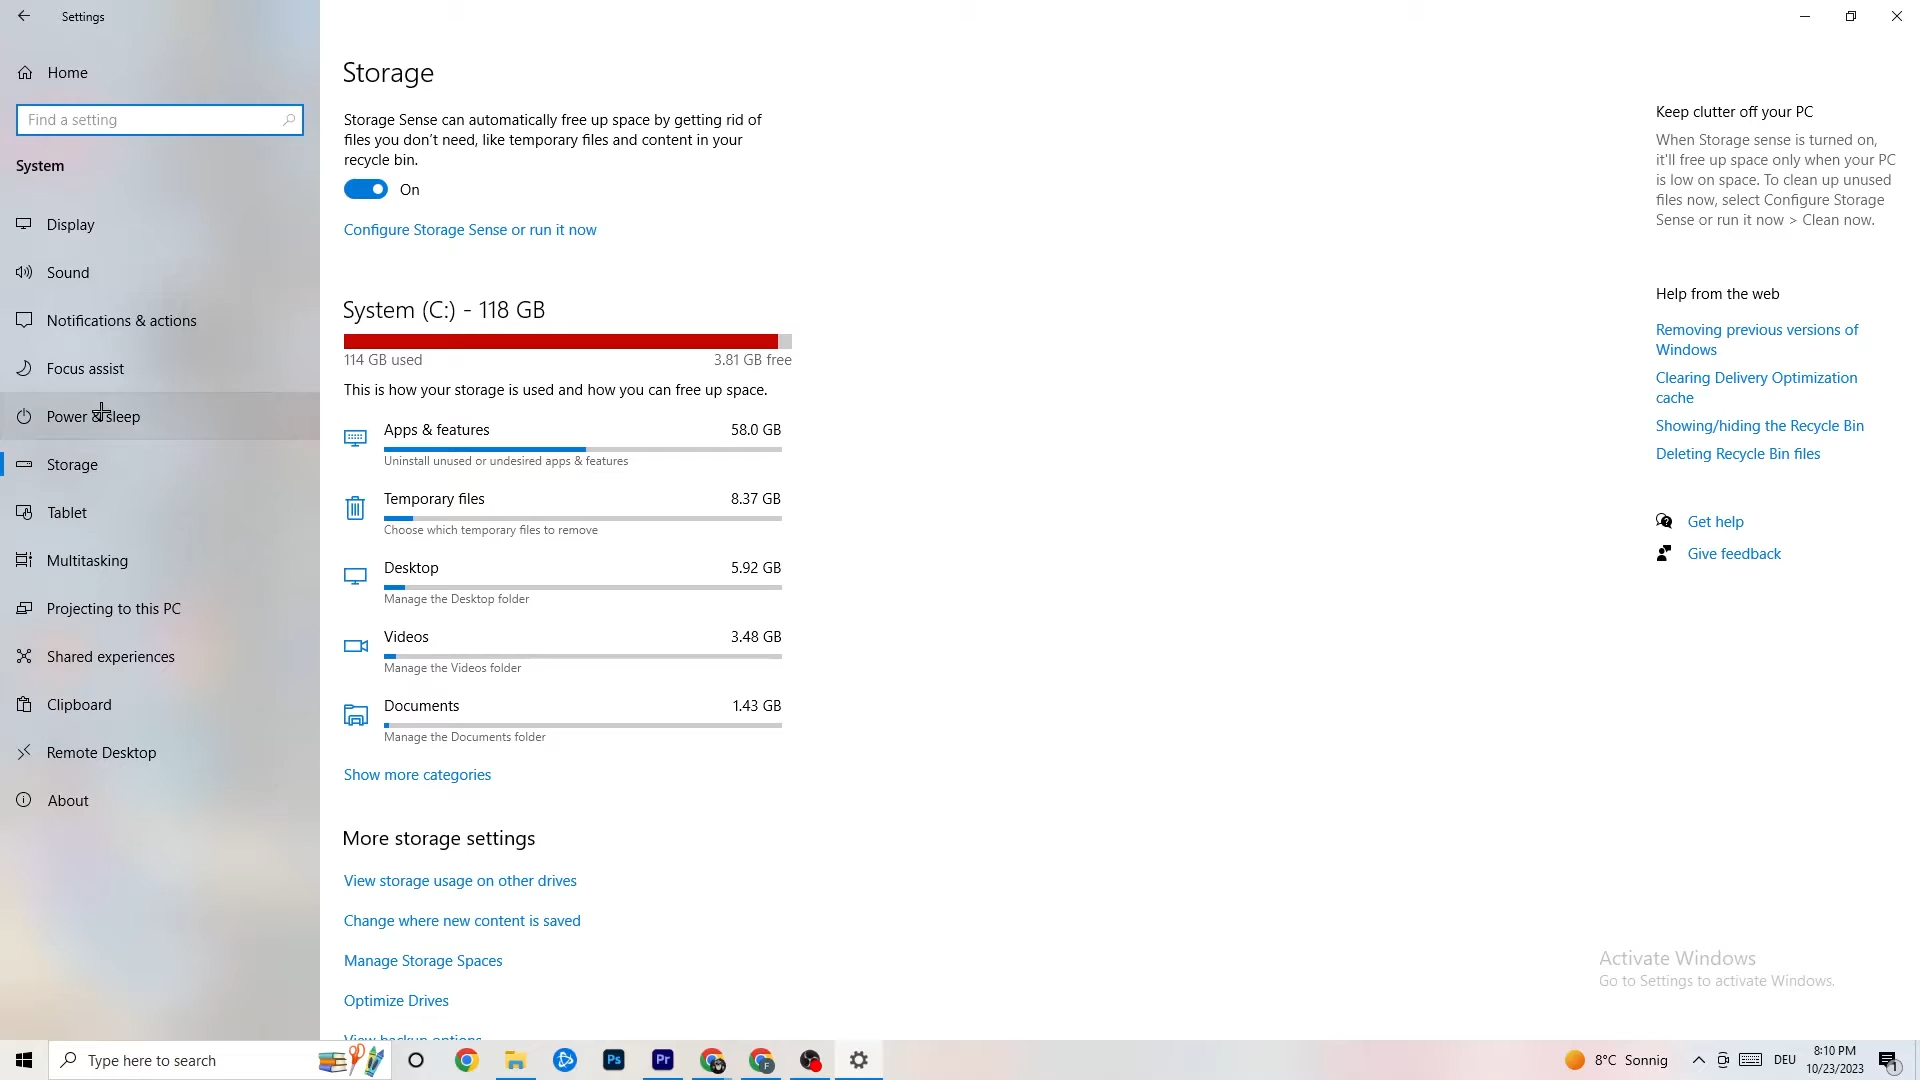 Settings
Home
Find a setting
System
Display
Sound
Notifications & actions
Focus assist
Power & sleep
Storage
Tablet
Multitasking
Projecting to this PC
Shared experiences
Clipboard
Remote Desktop
About
Storage
Storage Sense can automatically free up space by getting rid of
files you don't need, like temporary files and content in your
recycle bin.
On
Configure Storage Sense or run it now
System (C:) - 118 GB
114 GB used
3.81 GB free
This is how your storage is used and how you can free up space.
Apps & features 58.0 GB
Uninstall unused or undesired apps & features
Temporary files 8.37 GB
Choose which temporary files to remove
Desktop 5.92 GB
Manage the Desktop folder
Videos 3.48 GB
Manage the Videos folder
Documents 1.43 GB
Manage the Documents folder
Show more categories
More storage settings
View storage usage on other drives
Change where new content is saved
Manage Storage Spaces
Optimize Drives
View backup options
Keep clutter off your PC
When Storage sense is turned on,
it'll free up space only when your PC
is low on space. To clean up unused
files now, select Configure Storage
Sense or run it now > Clean now.
Help from the web
Removing previous versions of
Windows
Clearing Delivery Optimization
cache
Showing/hiding the Recycle Bin
Deleting Recycle Bin files
Get help
Give feedback
Activate Windows
Go to Settings to activate Windows.
Type here to search
Ps
Pr
F
8°C Sonnig
DEU
8:10 PM
10/23/2023
1